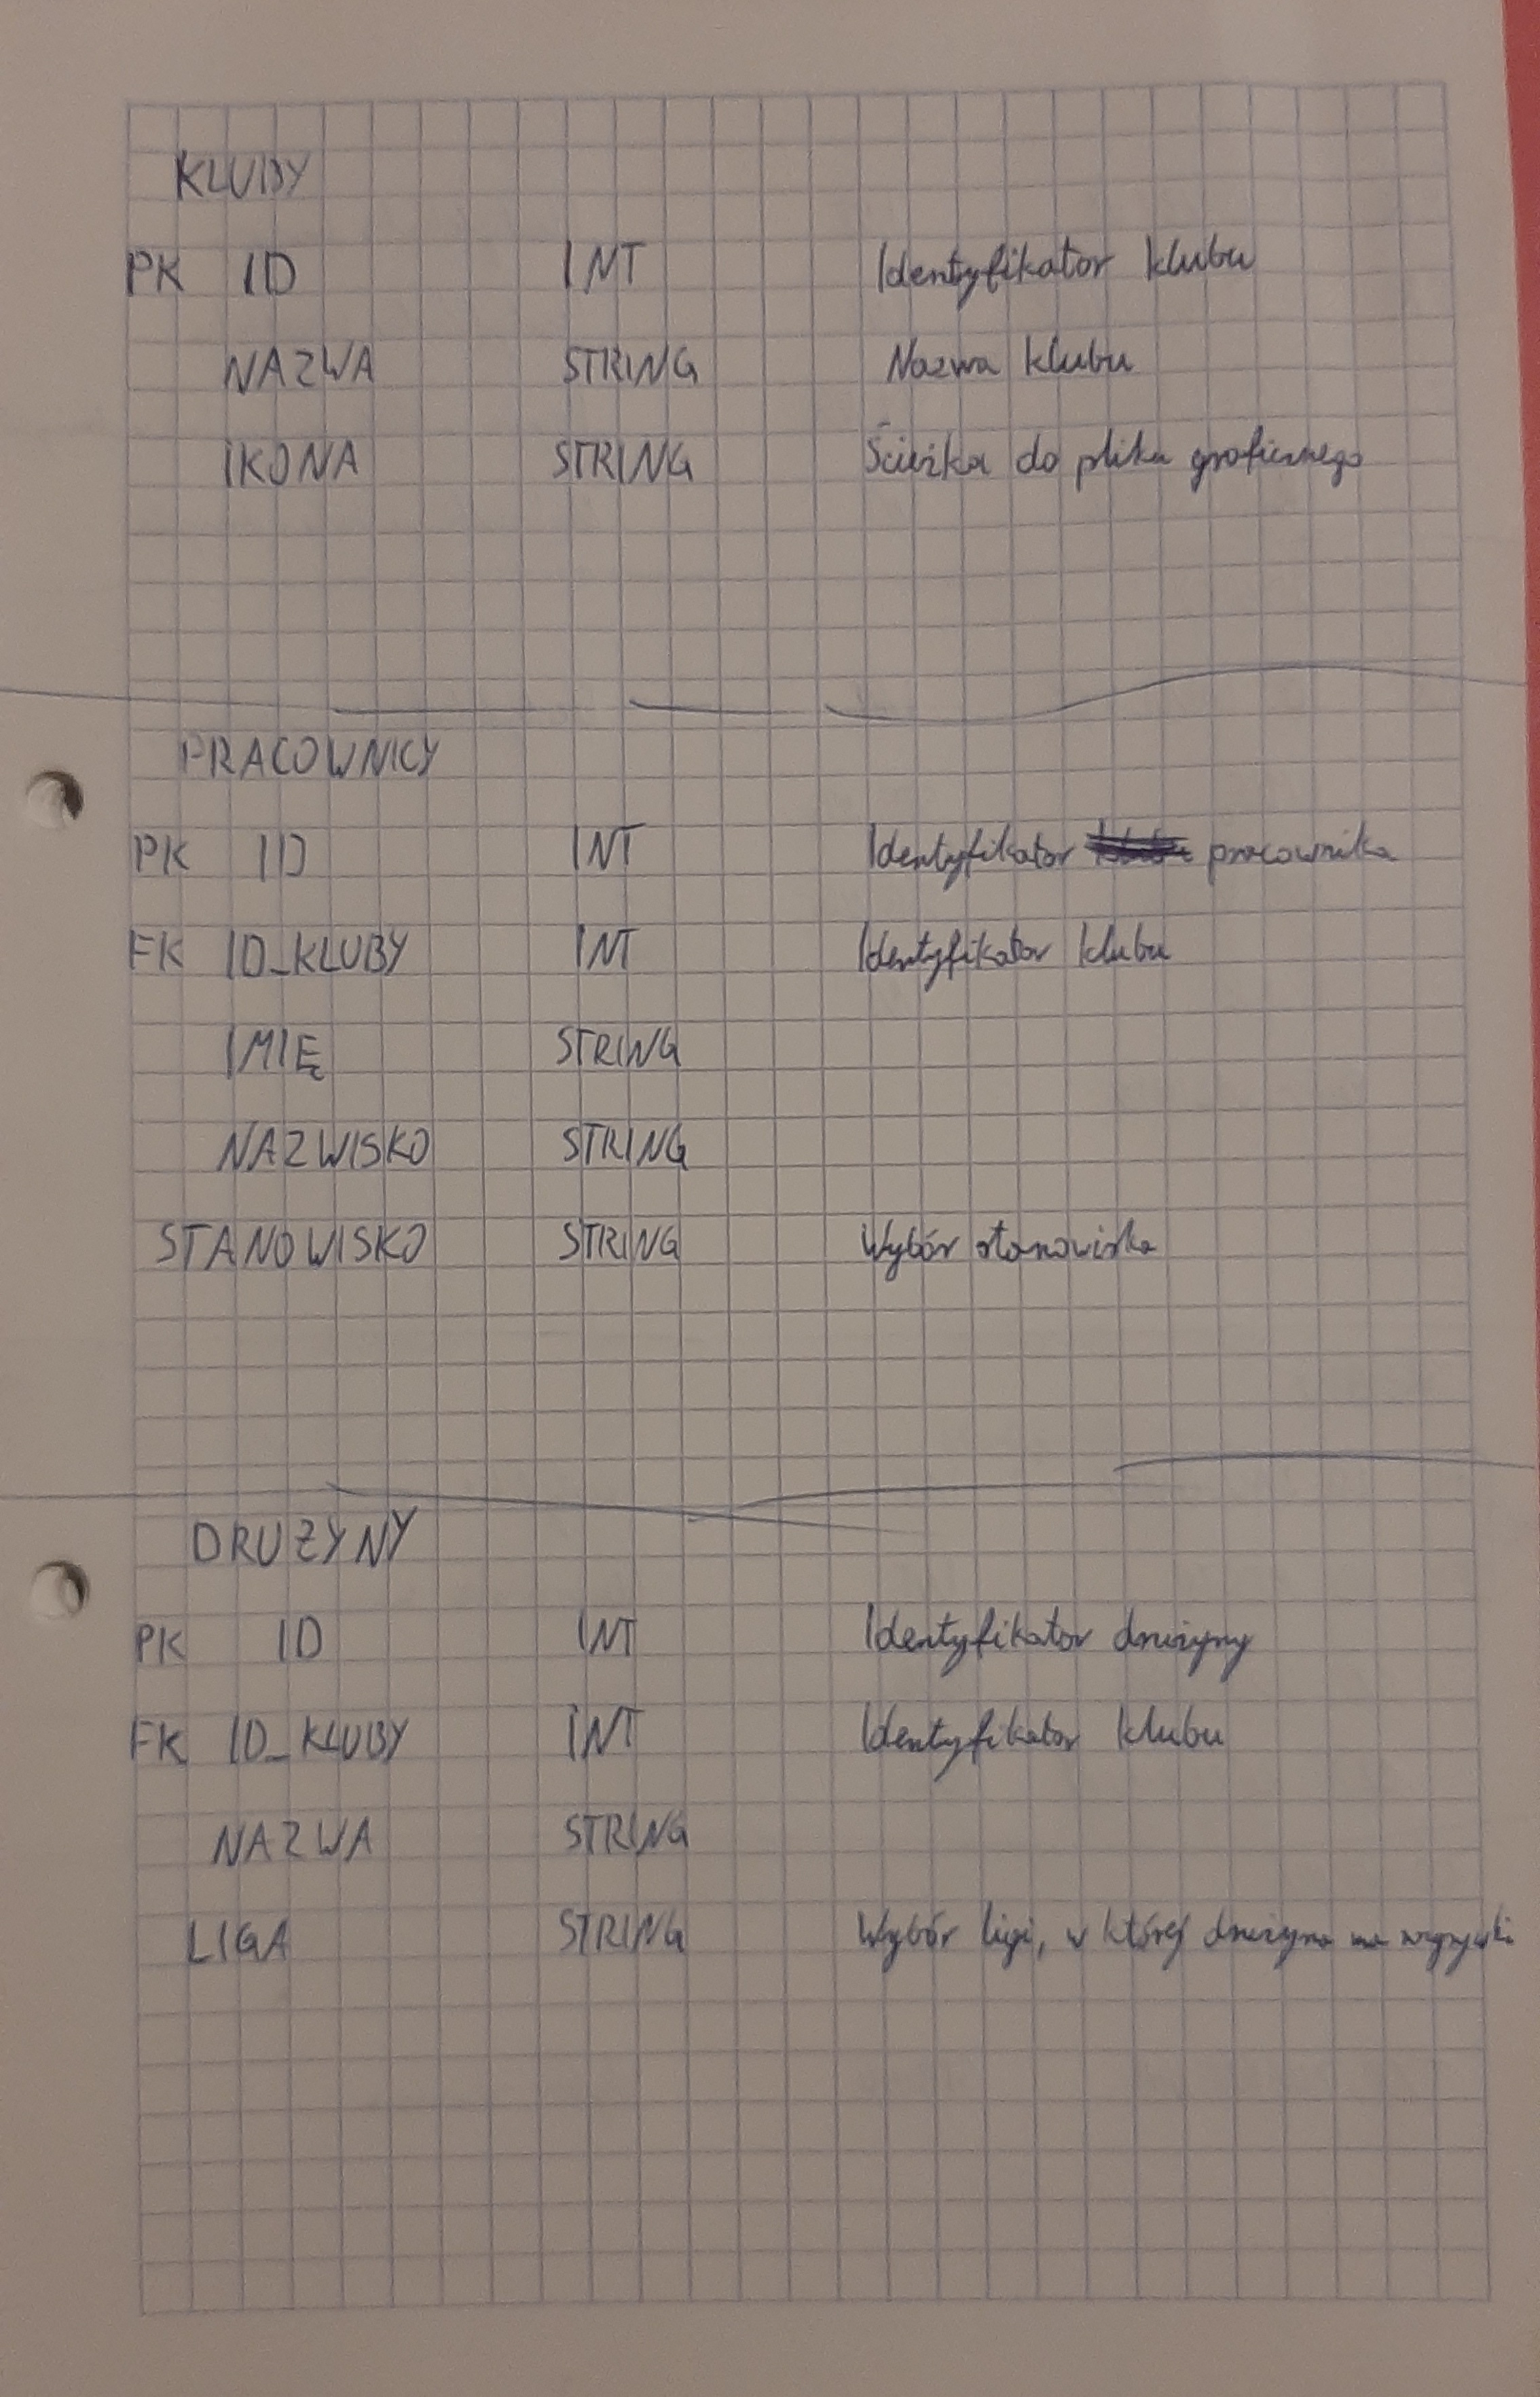 KLUBY
PK ID INT Identyfikator klubu
NAZWA STRING Nazwa klubu
IKONA STRING Ścieżka do pliku graficznego
PRACOWNICY
PK ID INT Identyfikator pracownika
FK ID_KLUBY INT Identyfikator klubu
IMIĘ STRING
NAZWISKO STRING
STANOWISKO STRING Wybór stanowiska
DRUŻYNY
PK ID INT Identyfikator drużyny
FK ID_KLUBY INT Identyfikator klubu
NAZWA STRING
LIGA STRING Wybór ligi, w której drużyna ma rozgrywki